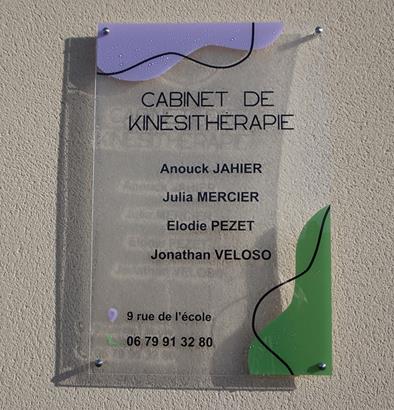 CABINET DE
KINÉSITHÉRAPIE
Anouck JAHIER
Julia MERCIER
Elodie PEZET
Jonathan VELOSO
9 rue de l'école
06 79 91 32 80